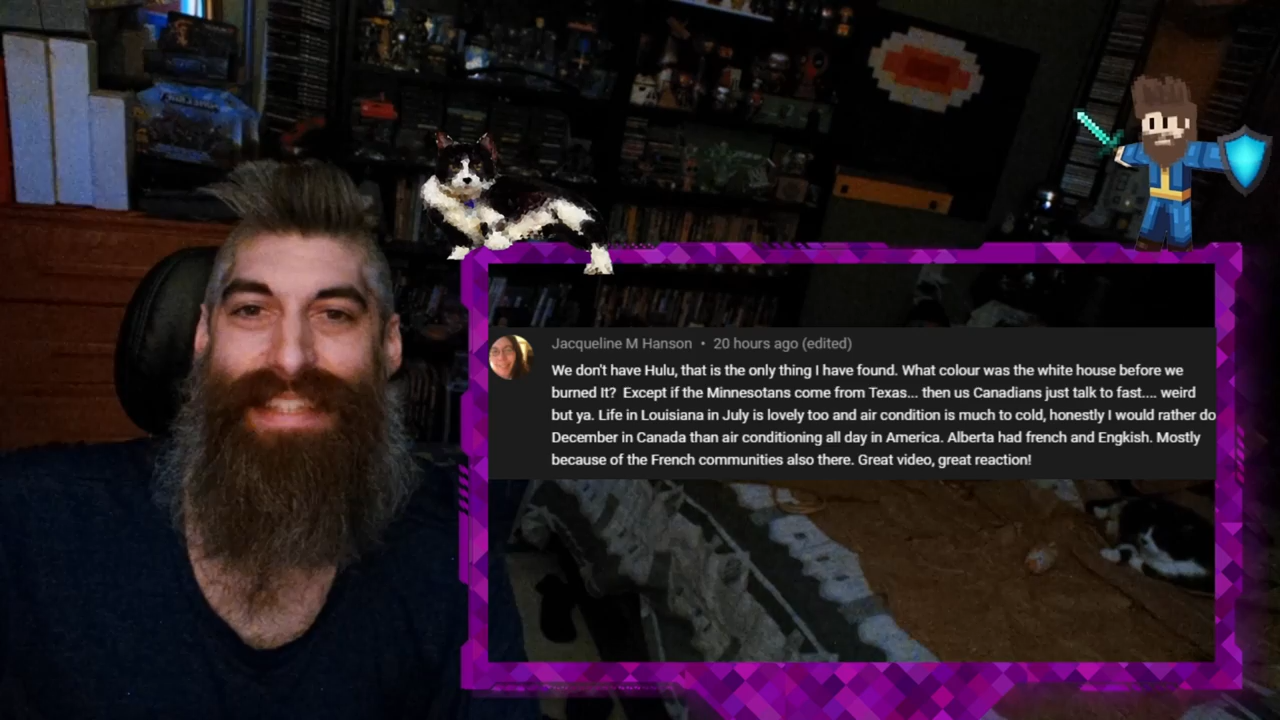 Jacqueline M Hanson • 20 hours ago (edited)
We don't have Hulu, that is the only thing I have found. What colour was the white house before we
burned it? Except if the Minnesotans come from Texas... then us Canadians just talk to fast.... weird
but ya. Life in Louisiana in July is lovely too and air condition is much to cold, honestly I would rather do
December in Canada than air conditioning all day in America. Alberta had french and Engkish. Mostly
because of the French communities also there. Great video, great reaction!